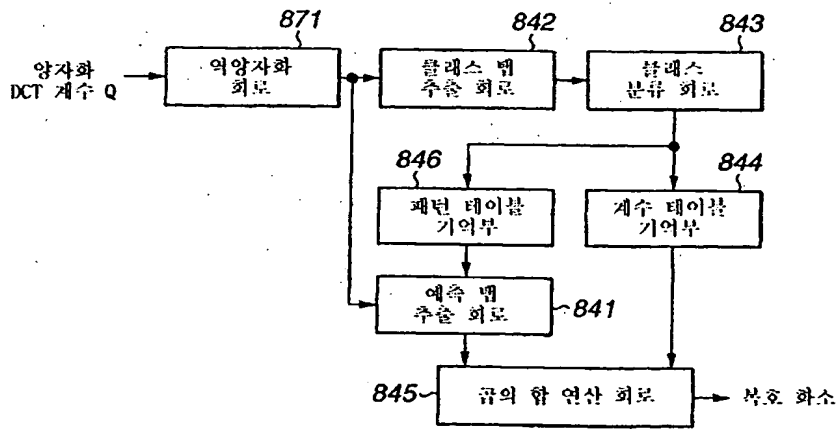 871
842
843
양자화
DCT 계수 Q
역양자화
회로
클래스 탭
추출 회로
클래스
분류 회로
846
844
패턴 테이블
기억부
계수 테이블
기억부
예측 탭
추출 회로
841
845
곱의 합 연산 회로
복호 화소